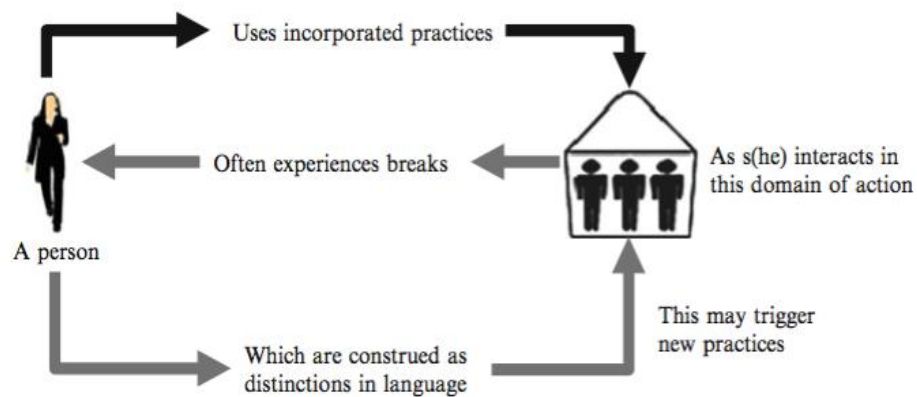 Uses incorporated practices
Often experiences breaks
As s(he) interacts in
this domain of action
A person
This may trigger
new practices
Which are construed as
distinctions in language